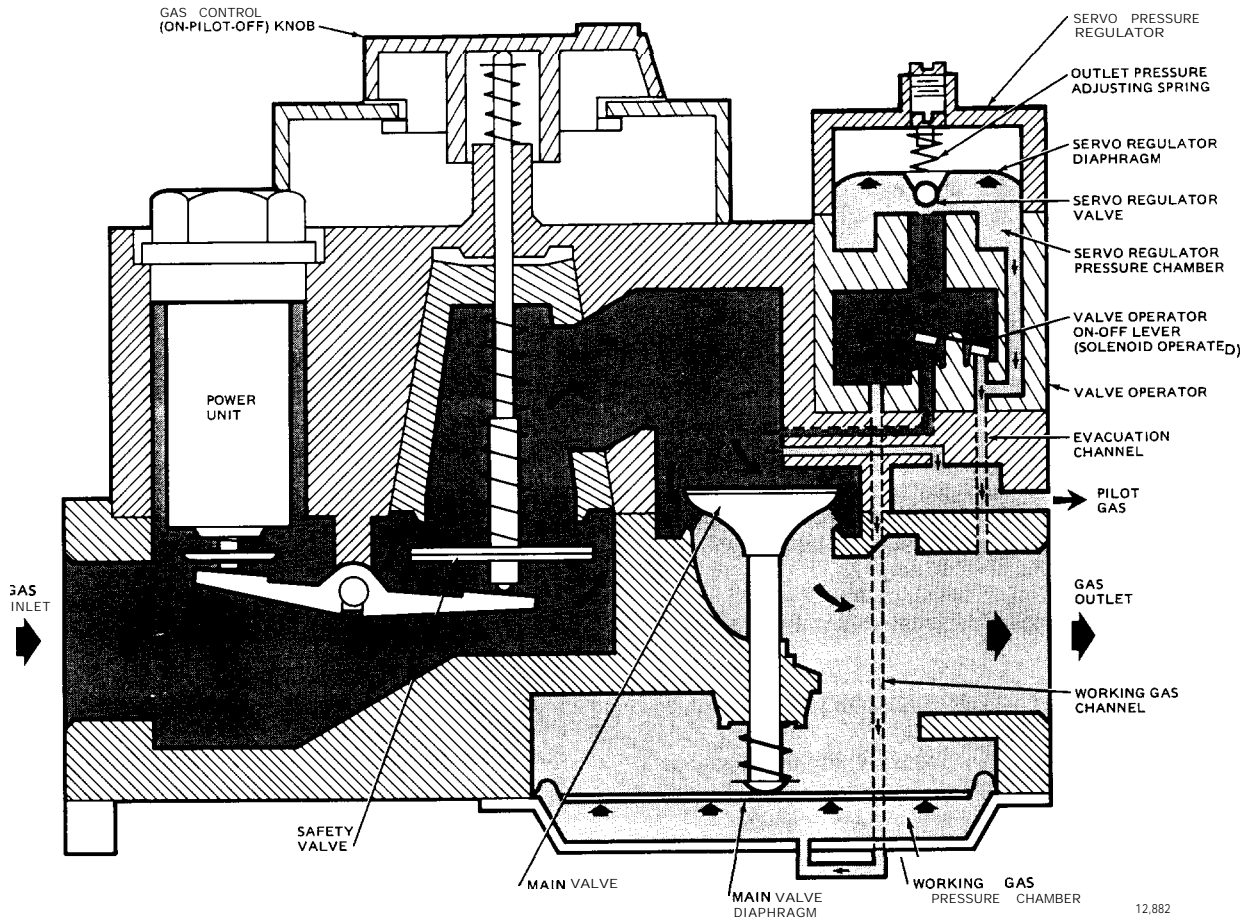 GAS CONTROL
(ON-PILOT-OFF) KNOB
SERVO PRESSURE
REGULATOR
OUTLET PRESSURE
ADJUSTING SPRING
SERVO REGULATOR
DIAPHRAGM
SERVO REGULATOR
VALVE
SERVO REGULATOR
PRESSURE CHAMBER
VALVE OPERATOR
ON-OFF LEVER
(SOLENOID OPERATED)
VALVE OPERATOR
POWER
UNIT
EVACUATION
CHANNEL
PILOT
GAS
GAS
INLET
GAS
OUTLET
WORKING GAS
CHANNEL
SAFETY
VALVE
MAIN VALVE
MAIN VALVE
DIAPHRAGM
WORKING GAS
PRESSURE CHAMBER
12,882